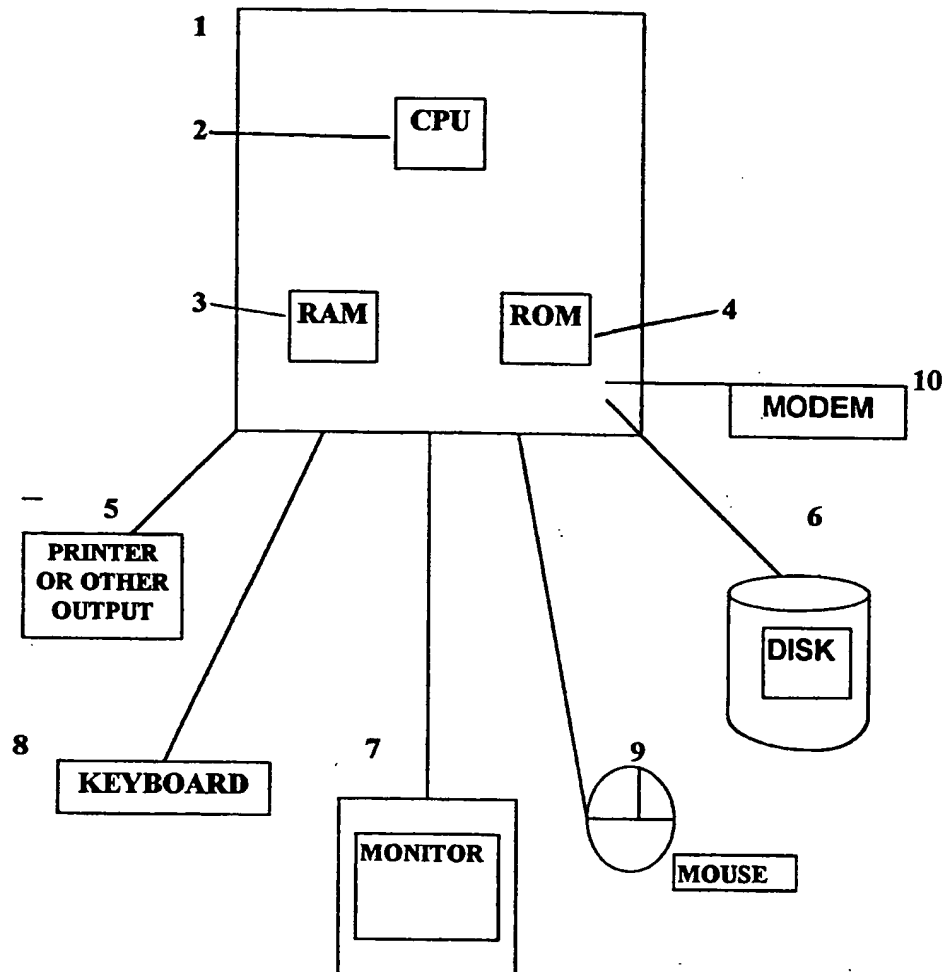 1
CPU
2
3
RAM
ROM
4
10
MODEM
5
6
PRINTER
OR OTHER
OUTPUT
DISK
8
7
9
KEYBOARD
MONITOR
MOUSE